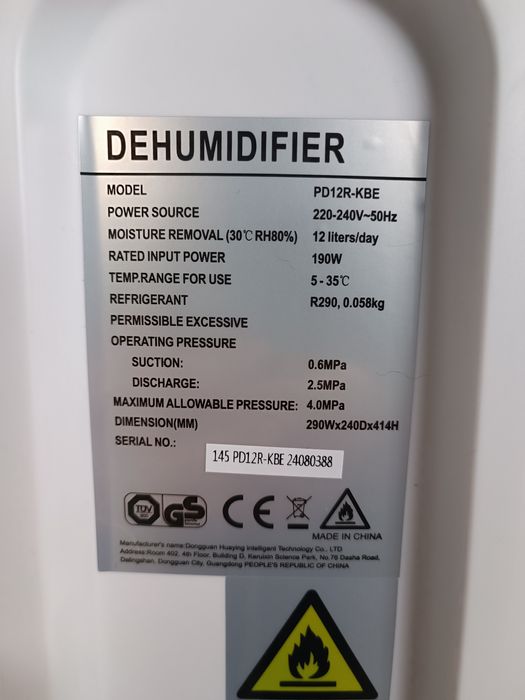 DEHUMIDIFIER
MODEL PD12R-KBE
POWER SOURCE 220-240V~50Hz
MOISTURE REMOVAL (30℃ RH80%) 12 liters/day
RATED INPUT POWER 190W
TEMP.RANGE FOR USE 5 - 35℃
REFRIGERANT R290, 0.058kg
PERMISSIBLE EXCESSIVE
OPERATING PRESSURE
SUCTION: 0.6MPa
DISCHARGE: 2.5MPa
MAXIMUM ALLOWABLE PRESSURE: 4.0MPa
DIMENSION(MM) 290Wx240Dx414H
SERIAL NO.:
145 PD12R-KBE 24080388
TÜV GS CE
MADE IN CHINA
Manufacturer's name:Dongguan Huaying Intelligent Technology Co., LTD
Address:Room 402, 4th Floor, Building D, Keruixin Science Park, No.76 Dasha Road,
Dalingshan, Dongguan City, Guangdong PEOPLE'S REPUBLIC OF CHINA